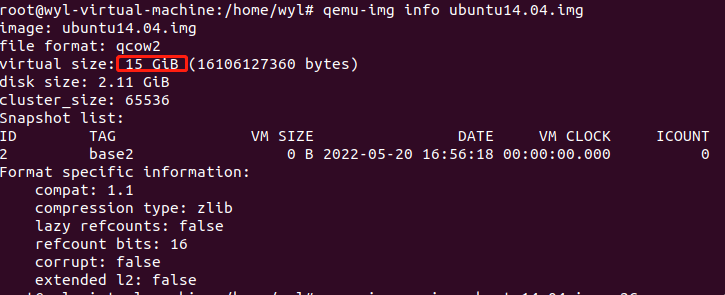 root@wyl-virtual-machine:/home/wyl# qemu-img info ubuntu14.04.img
image: ubuntu14.04.img
file format: qcow2
virtual size: 15 GiB (16106127360 bytes)
disk size: 2.11 GiB
cluster_size: 65536
Snapshot list:
ID TAG VM SIZE DATE VM CLOCK ICOUNT
2 base2 0 B 2022-05-20 16:56:18 00:00:00.000 0
Format specific information:
compat: 1.1
compression type: zlib
lazy refcounts: false
refcount bits: 16
corrupt: false
extended l2: false